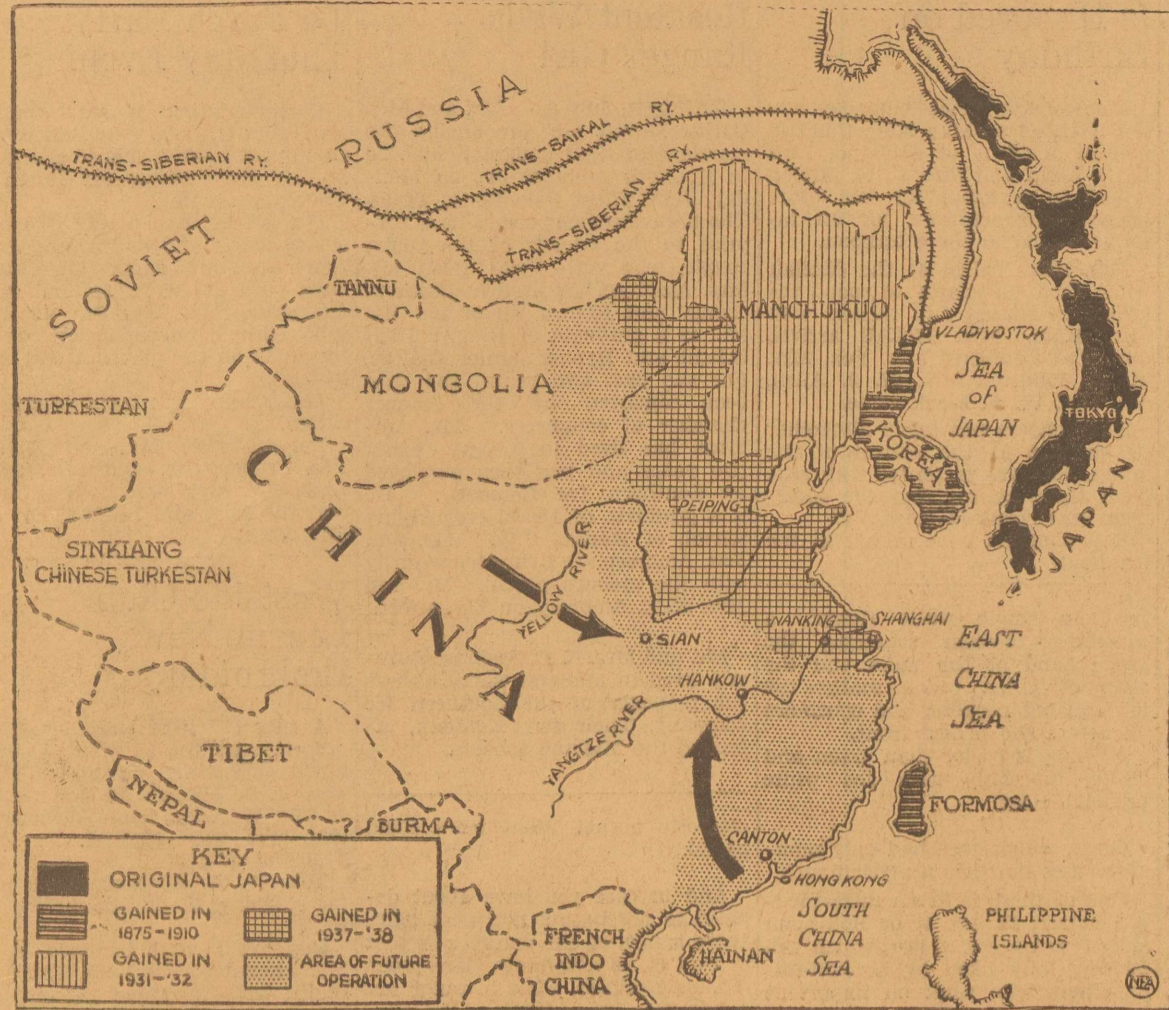 RUSSIA
SOVIET
TRANS-SIBERIAN RY.
TRANS-SAIKAL RY.
TRANS-SIBERIAN RY.
TANNU
MONGOLIA
MANCHUKUO
VLADIVOSTOK
SEA
of
JAPAN
TOKYO
JAPAN
KOREA
TURKESTAN
CHINA
PEIPING
SINKIANG
CHINESE TURKESTAN
YELLOW RIVER
SIAN
NANKING
SHANGHAI
HANKOW
EAST
CHINA
SEA
YANGTZE RIVER
TIBET
NEPAL
?
BURMA
FORMOSA
CANTON
HONG KONG
SOUTH
CHINA
SEA
PHILIPPINE
ISLANDS
HAINAN
FRENCH
INDO
CHINA
KEY
ORIGINAL JAPAN
GAINED IN
1875-1910
GAINED IN
1937-'38
GAINED IN
1931-'32
AREA OF FUTURE
OPERATION
NEA